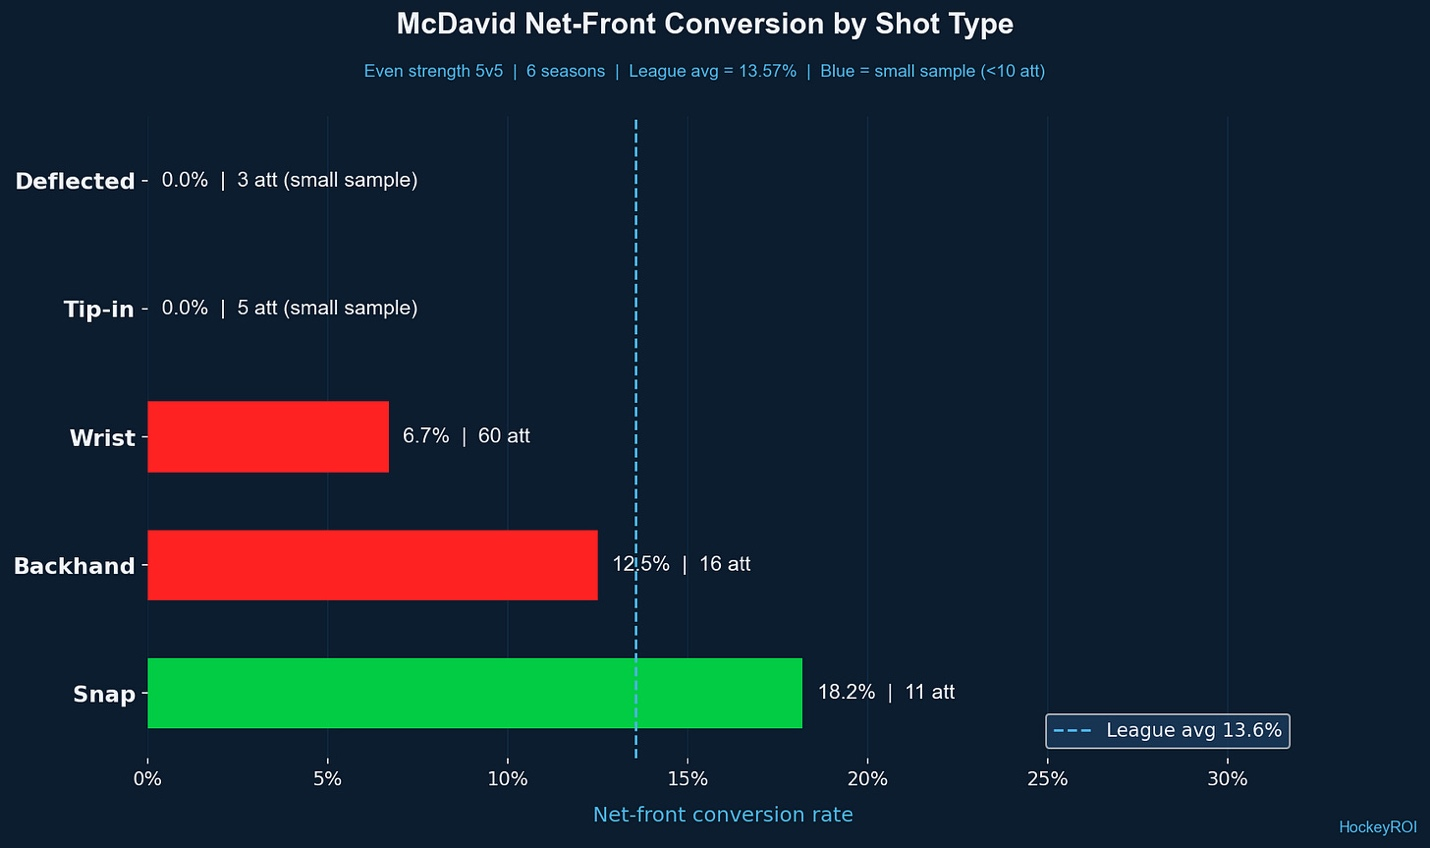 McDavid Net-Front Conversion by Shot Type
Even strength 5v5 | 6 seasons | League avg = 13.57% | Blue = small sample (<10 att)
Deflected
0.0% | 3 att (small sample)
Tip-in
0.0% | 5 att (small sample)
Wrist
6.7% | 60 att
Backhand
12.5% | 16 att
Snap
18.2% | 11 att
League avg 13.6%
0% 5% 10% 15% 20% 25% 30%
Net-front conversion rate
HockeyROI